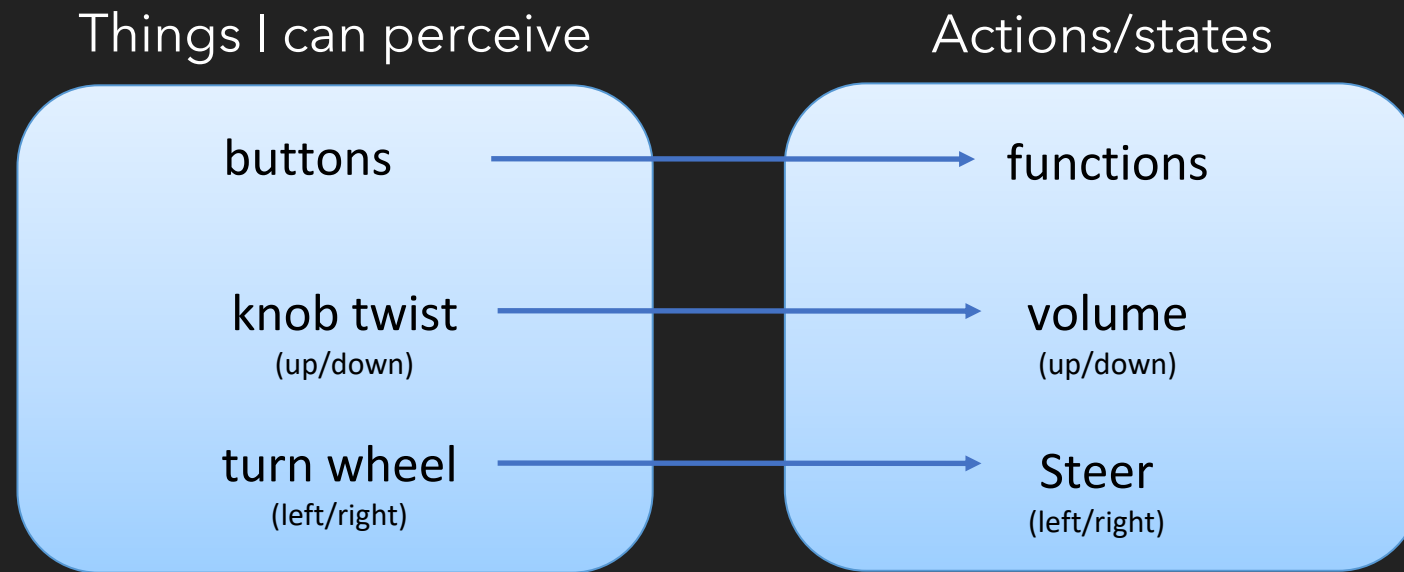 Things I can perceive
Actions/states
buttons
functions
knob twist
(up/down)
volume
(up/down)
turn wheel
(left/right)
Steer
(left/right)